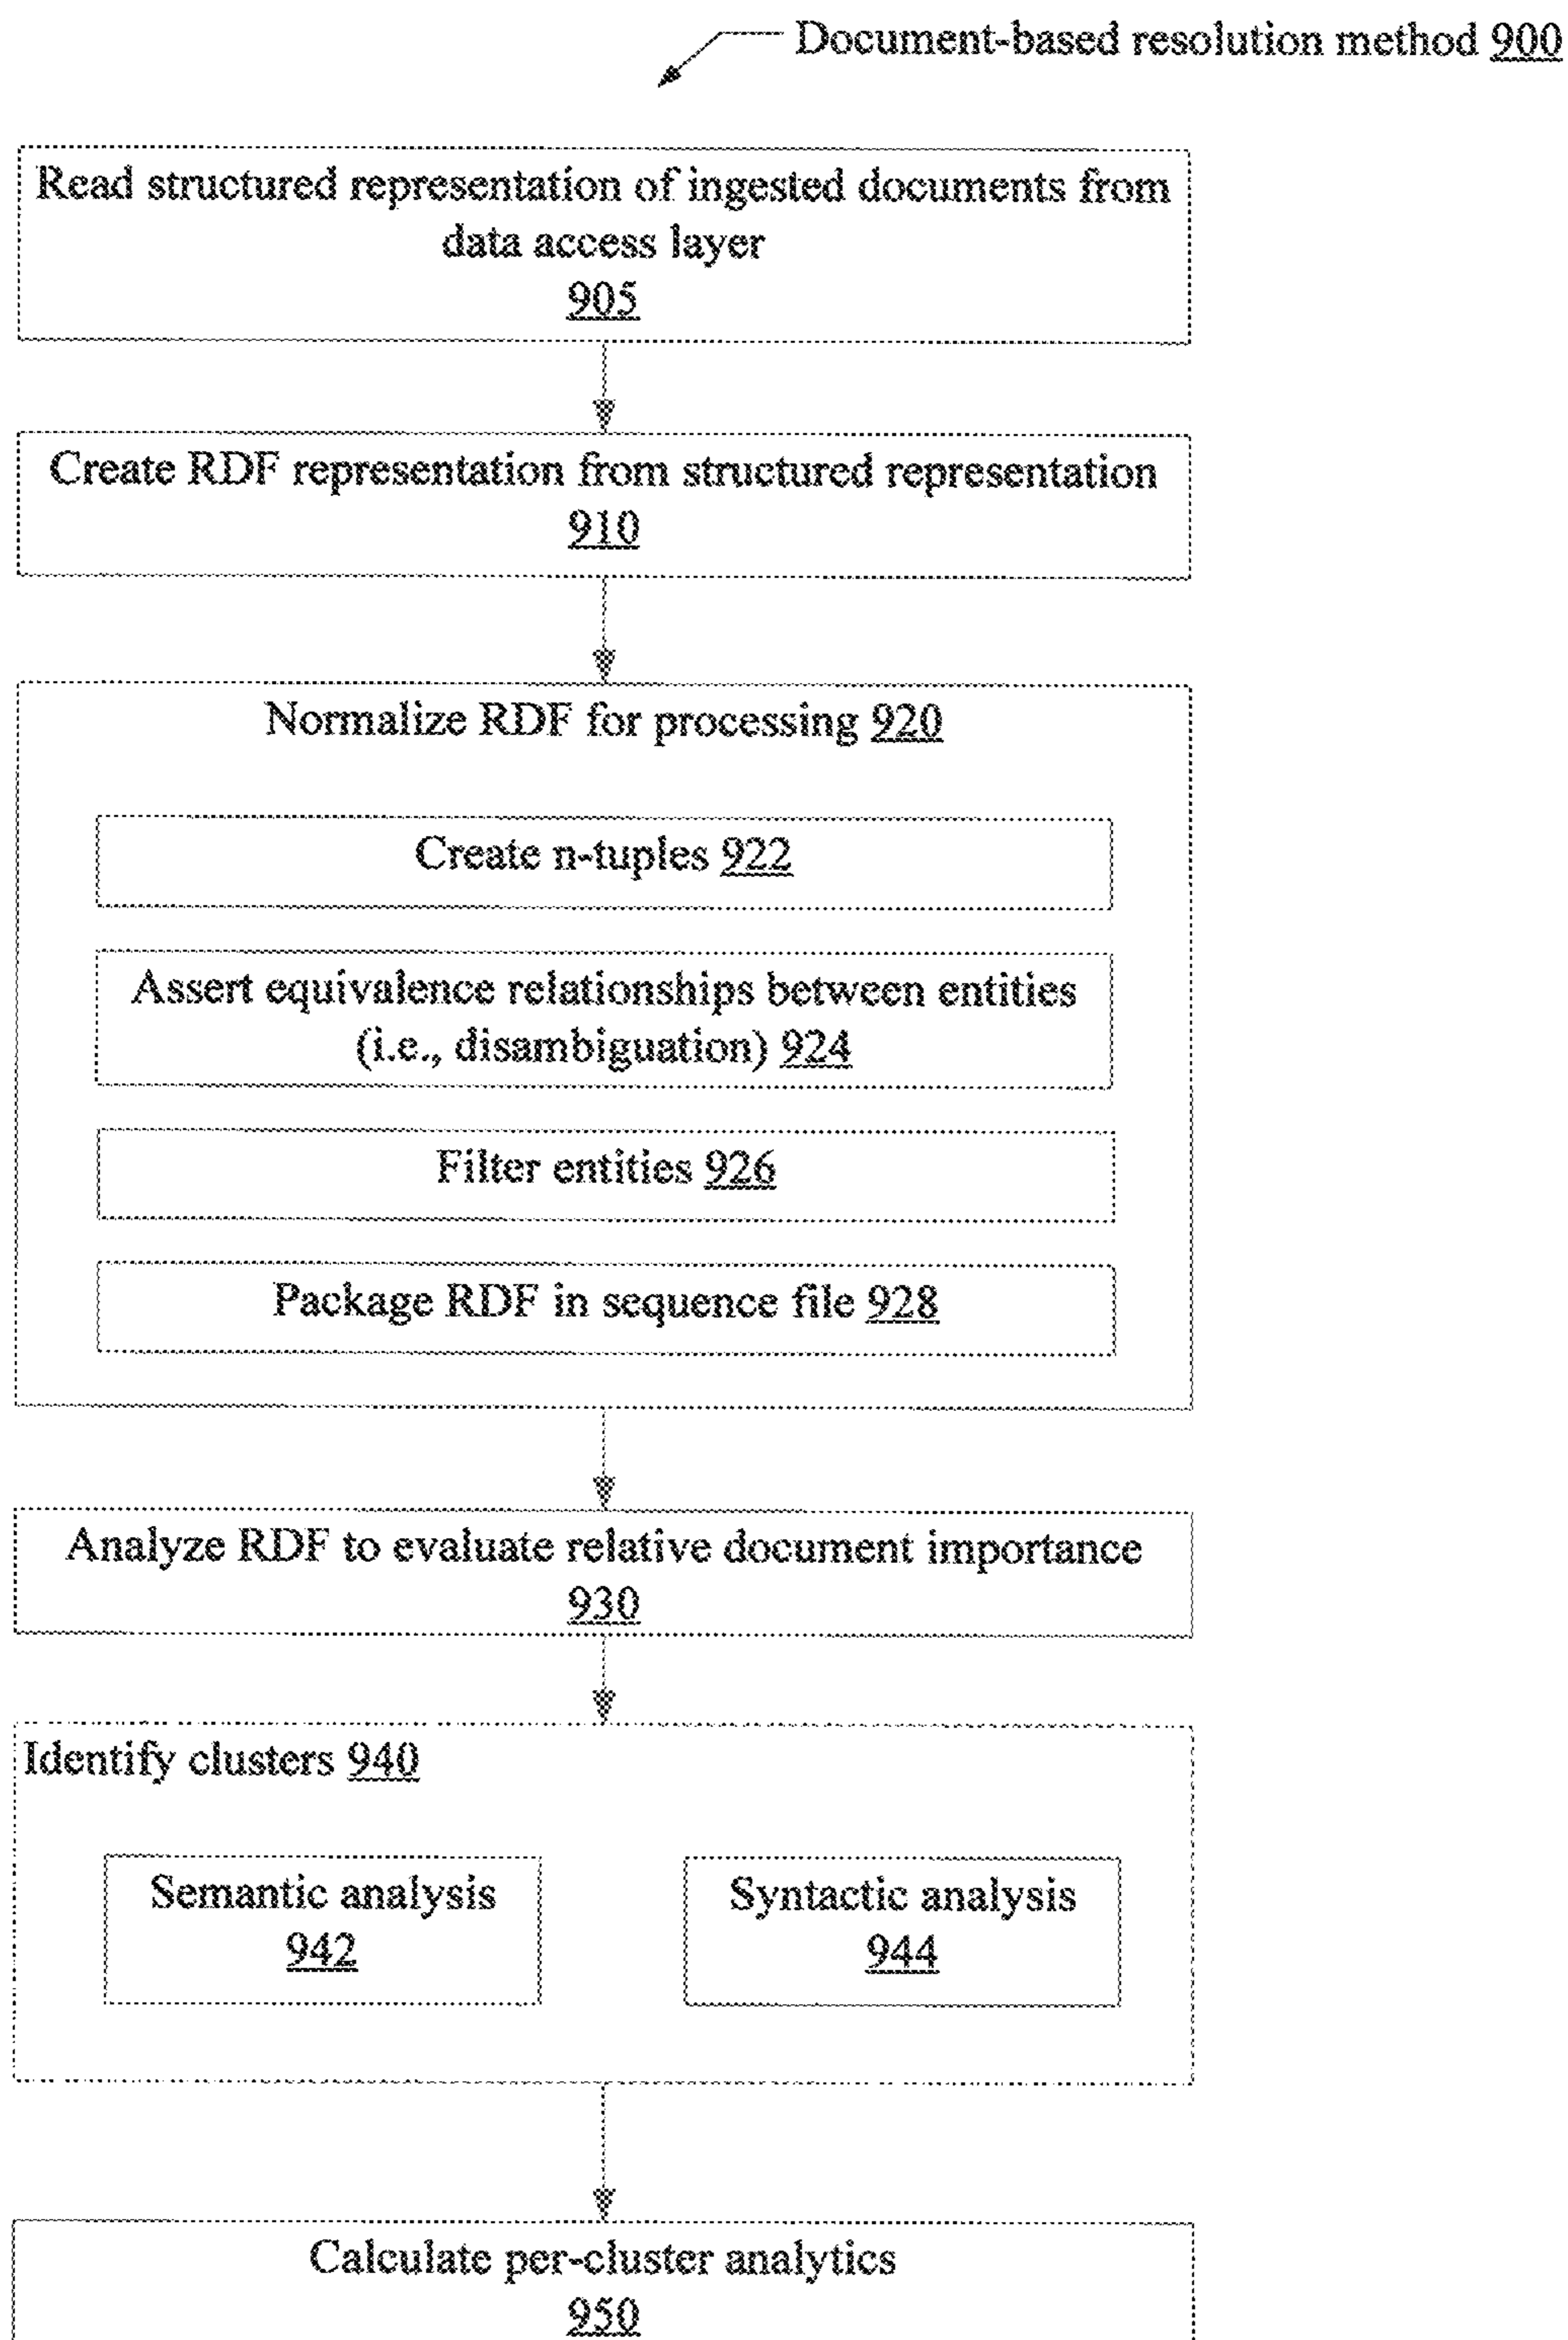 Document-based resolution method 900
Read structured representation of ingested documents from
data access layer
905
Create RDF representation from structured representation
910
Normalize RDF for processing 920
Create n-tuples 922
Assert equivalence relationships between entities
(i.e., disambiguation) 924
Filter entities 926
Package RDF in sequence file 928
Analyze RDF to evaluate relative document importance
930
Identify clusters 940
Semantic analysis
942
Syntactic analysis
944
Calculate per-cluster analytics
950